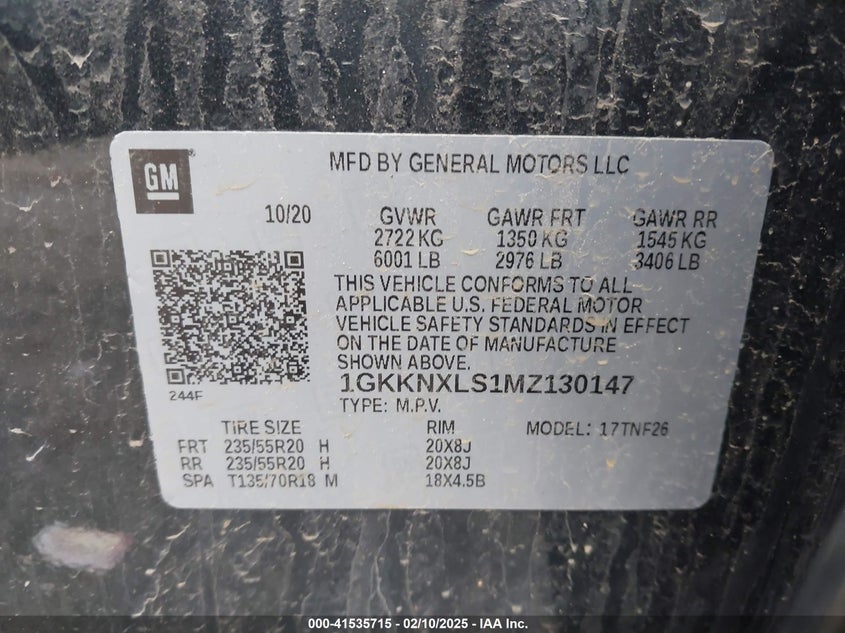 GM
MFD BY GENERAL MOTORS LLC
10/20 GVWR GAWR FRT GAWR RR
2722 KG 1350 KG 1545 KG
6001 LB 2976 LB 3406 LB
THIS VEHICLE CONFORMS TO ALL
APPLICABLE U.S. FEDERAL MOTOR
VEHICLE SAFETY STANDARDS IN EFFECT
ON THE DATE OF MANUFACTURE
SHOWN ABOVE.
1GKKNXLS1MZ130147
244F TYPE: M.P.V.
TIRE SIZE RIM MODEL: 17TNF26
FRT 235/55R20 H 20X8J
RR 235/55R20 H 20X8J
SPA T135/70R18 M 18X4.5B
000-41535715 - 02/10/2025 - IAA Inc.